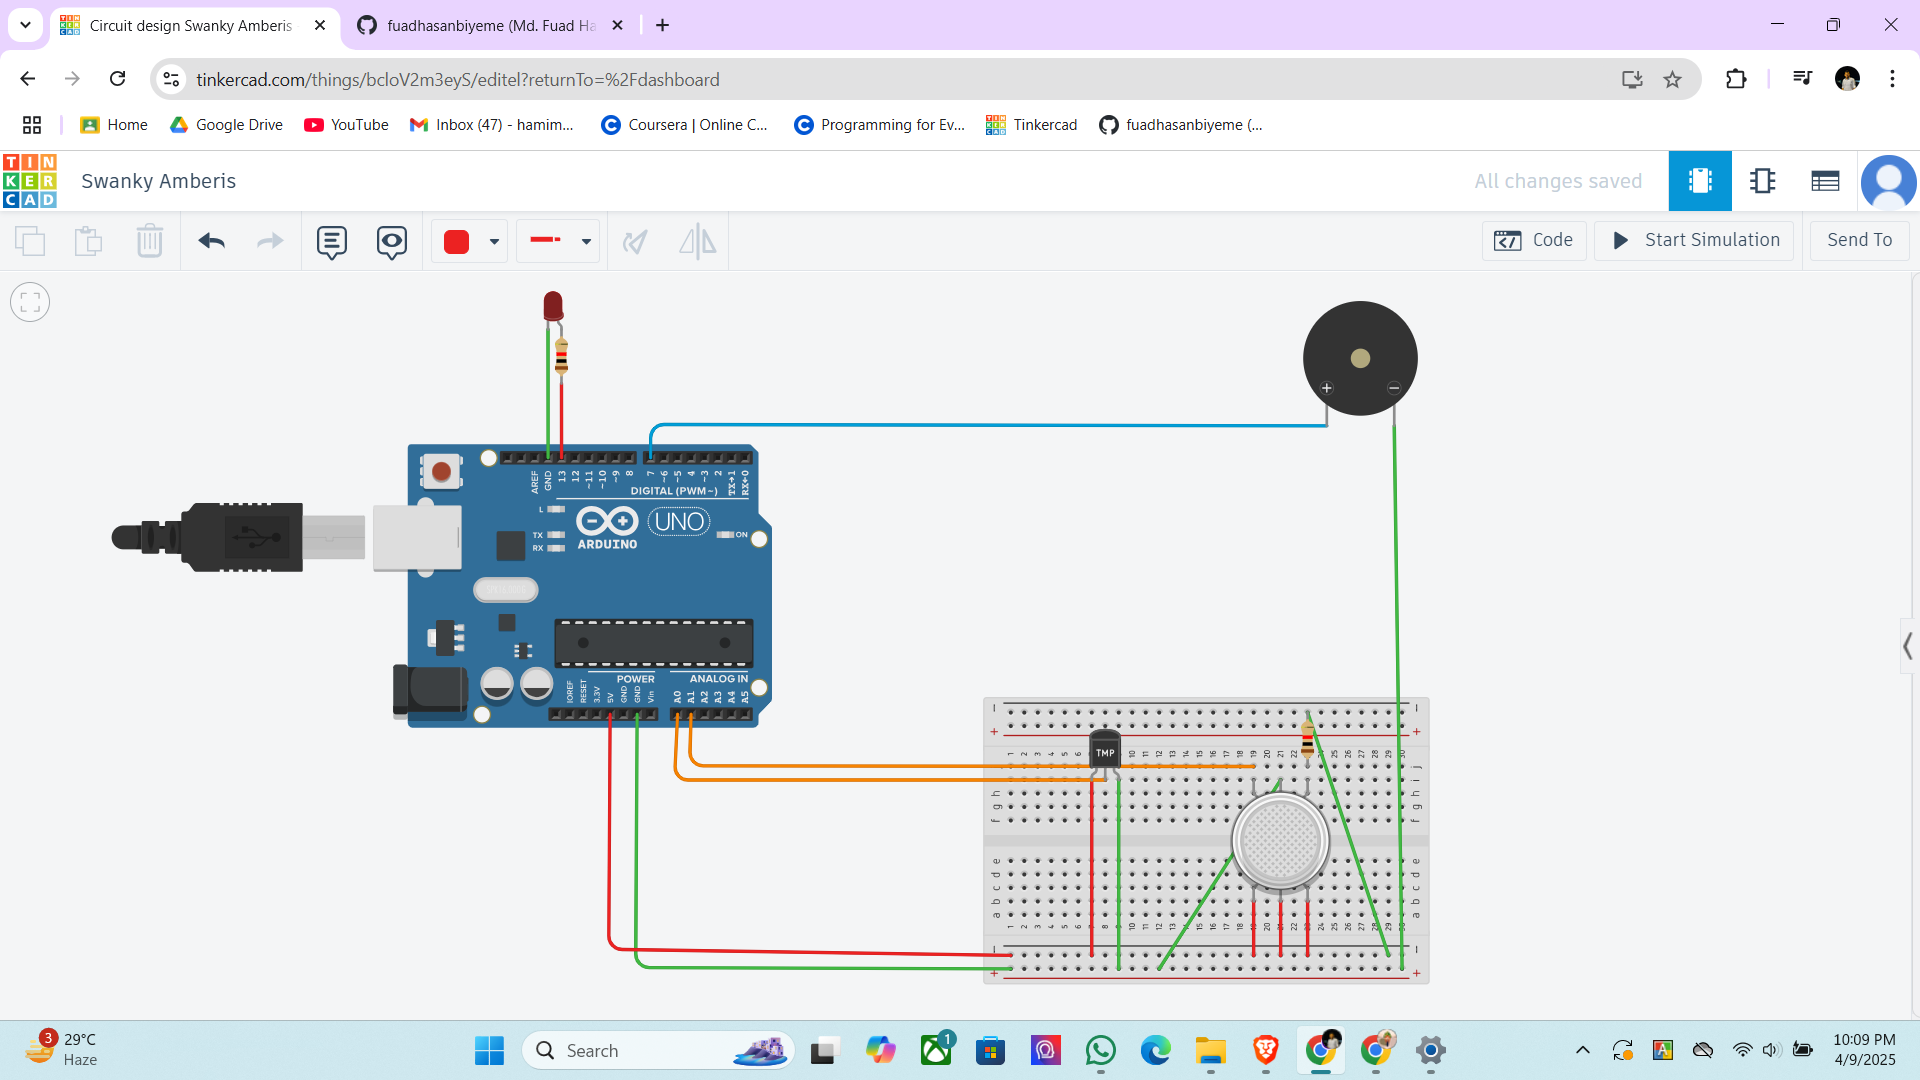 Circuit design Swanky Amberis
fuadhasanbiyeme (Md. Fuad Ha
tinkercad.com/things/bcloV2m3eyS/editel?returnTo=%2Fdashboard
Home
Google Drive
YouTube
Inbox (47) - hamim...
Coursera | Online C...
Programming for Ev...
Tinkercad
fuadhasanbiyeme (...
TIN
KER
CAD
Swanky Amberis
All changes saved
Code
Start Simulation
Send To
AREF
GND
13
12
~11
~10
~9
8
7
~6
~5
4
~3
2
TX→1
RX←0
DIGITAL (PWM~)
L
TX
RX
ARDUINO
UNO
ON
POWER
ANALOG IN
IOREF
RESET
3.3V
5V
GND
GND
Vin
A0
A1
A2
A3
A4
A5
TMP
3
29°C
Haze
Search
1
10:09 PM
4/9/2025